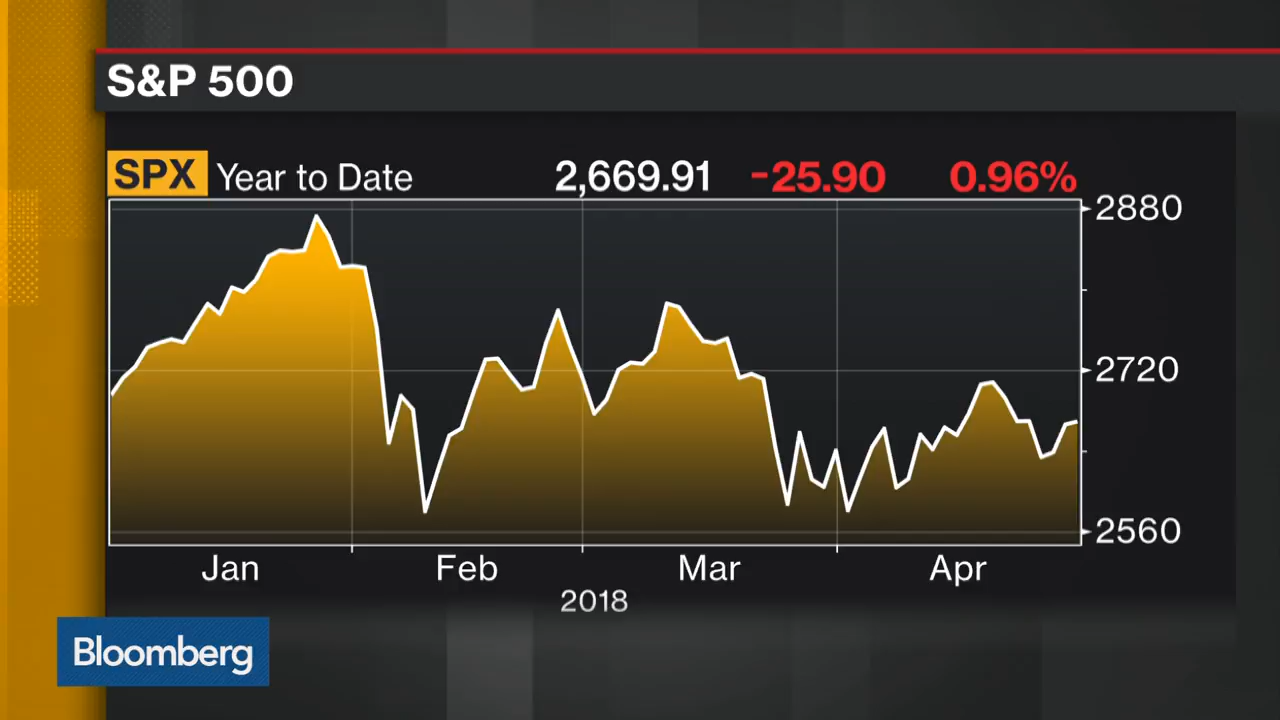 S&P 500
SPX Year to Date 2,669.91 -25.90 0.96%
2880
2720
2560
Jan Feb Mar Apr
2018
Bloomberg